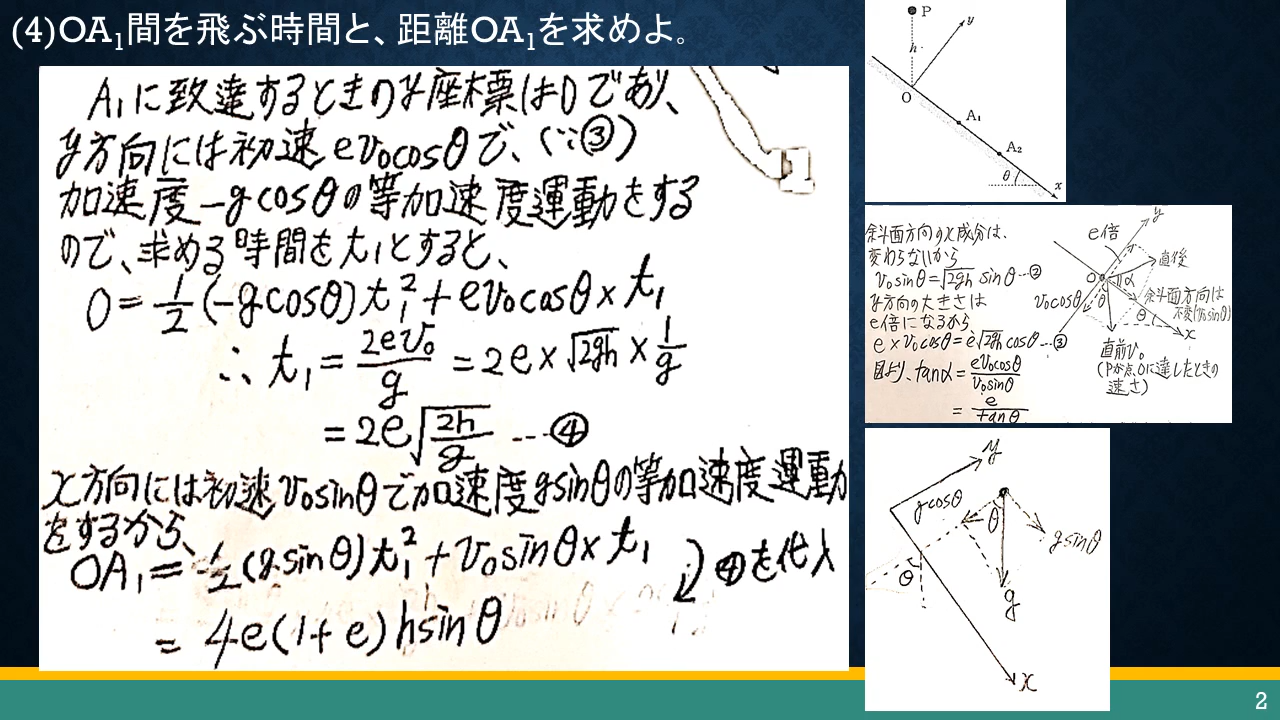 (4)OA₁間を飛ぶ時間と、距離OA₁を求めよ。
A₁に致達するときのy座標は0であり、
y方向には初速ev₀cosθで、(∵③)
加速度-gcosθの等加速度運動をする
ので、求める時間をt₁とすると、
0=1/2(-gcosθ)t₁²+ev₀cosθ×t₁
∴t₁=2ev₀/g=2e×√2gh×1/g
=2e√(2h/g) …④
x方向には初速v₀sinθで加速度gsinθの等加速度運動
をするから、
OA₁=1/2(gsinθ)t₁²+v₀sinθ×t₁ ④を代入
=4e(1+e)hsinθ
P
y
h
O
A₁
A₂
θ
x
斜面方向のx成分は、
変わらないから
v₀sinθ=√2gh sinθ…②
y方向の大きさは
e倍になるから、
e×v₀cosθ=e√2gh cosθ…③
図より、tanα=ev₀cosθ/v₀sinθ
=e/tanθ
y
e倍
直後
O
α
v₀cosθ
θ
斜面方向は
不変(v₀sinθ)
θ
x
直前v₀
(Pが点Oに達したときの
速さ)
y
gcosθ
θ
gsinθ
θ
g
x
2